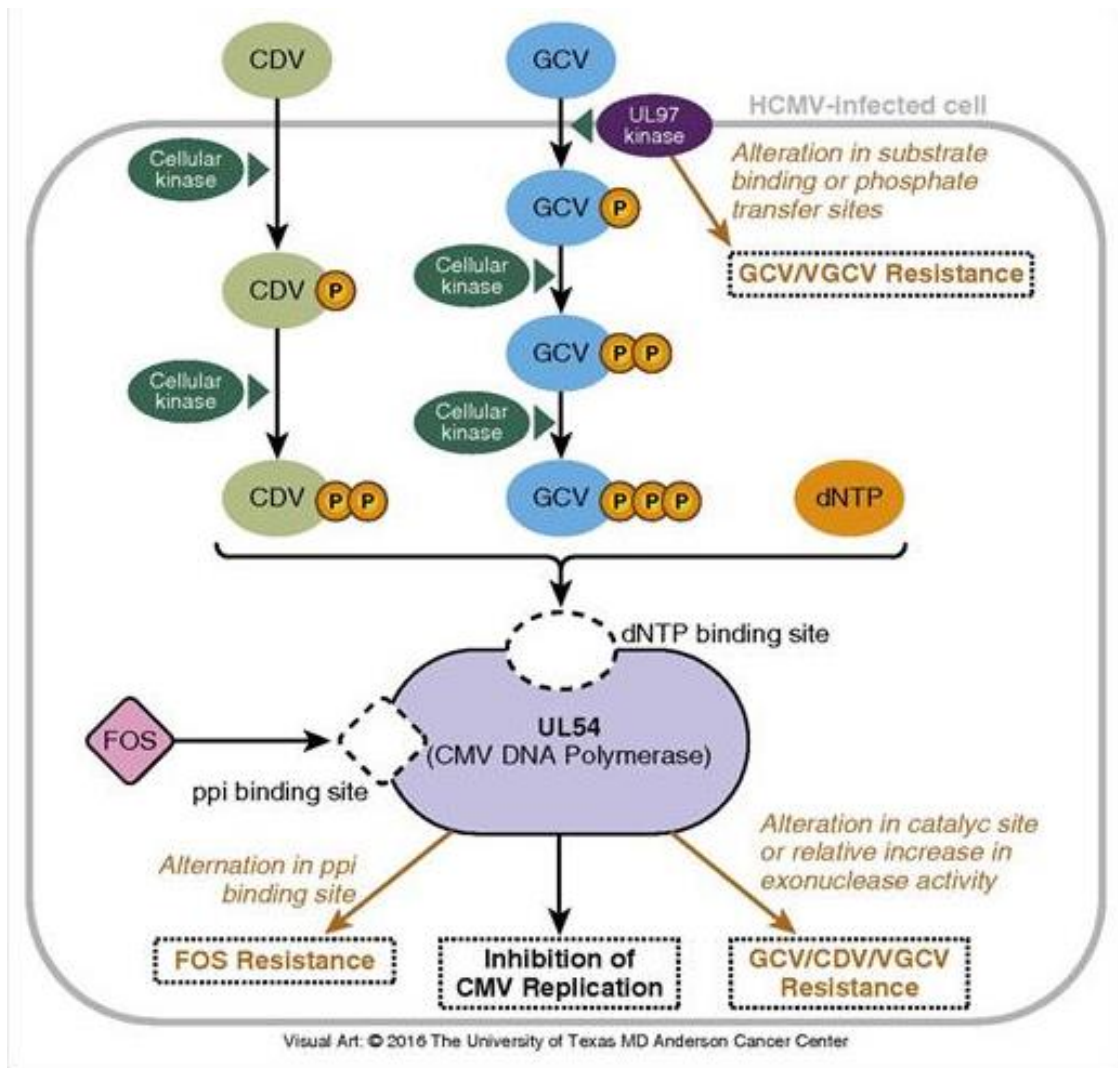 CDV
GCV
HCMV-infected cell
UL97
kinase
Cellular
kinase
Alteration in substrate
binding or phosphate
transfer sites
GCV P
GCV/VGCV Resistance
Cellular
kinase
CDV P
GCV P P
Cellular
kinase
Cellular
kinase
CDV P P
GCV P P P
dNTP
dNTP binding site
UL54
(CMV DNA Polymerase)
FOS
ppi binding site
Alternation in ppi
binding site
Alteration in catalyc site
or relative increase in
exonuclease activity
FOS Resistance
Inhibition of
CMV Replication
GCV/CDV/VGCV
Resistance
Visual Art: © 2016 The University of Texas MD Anderson Cancer Center